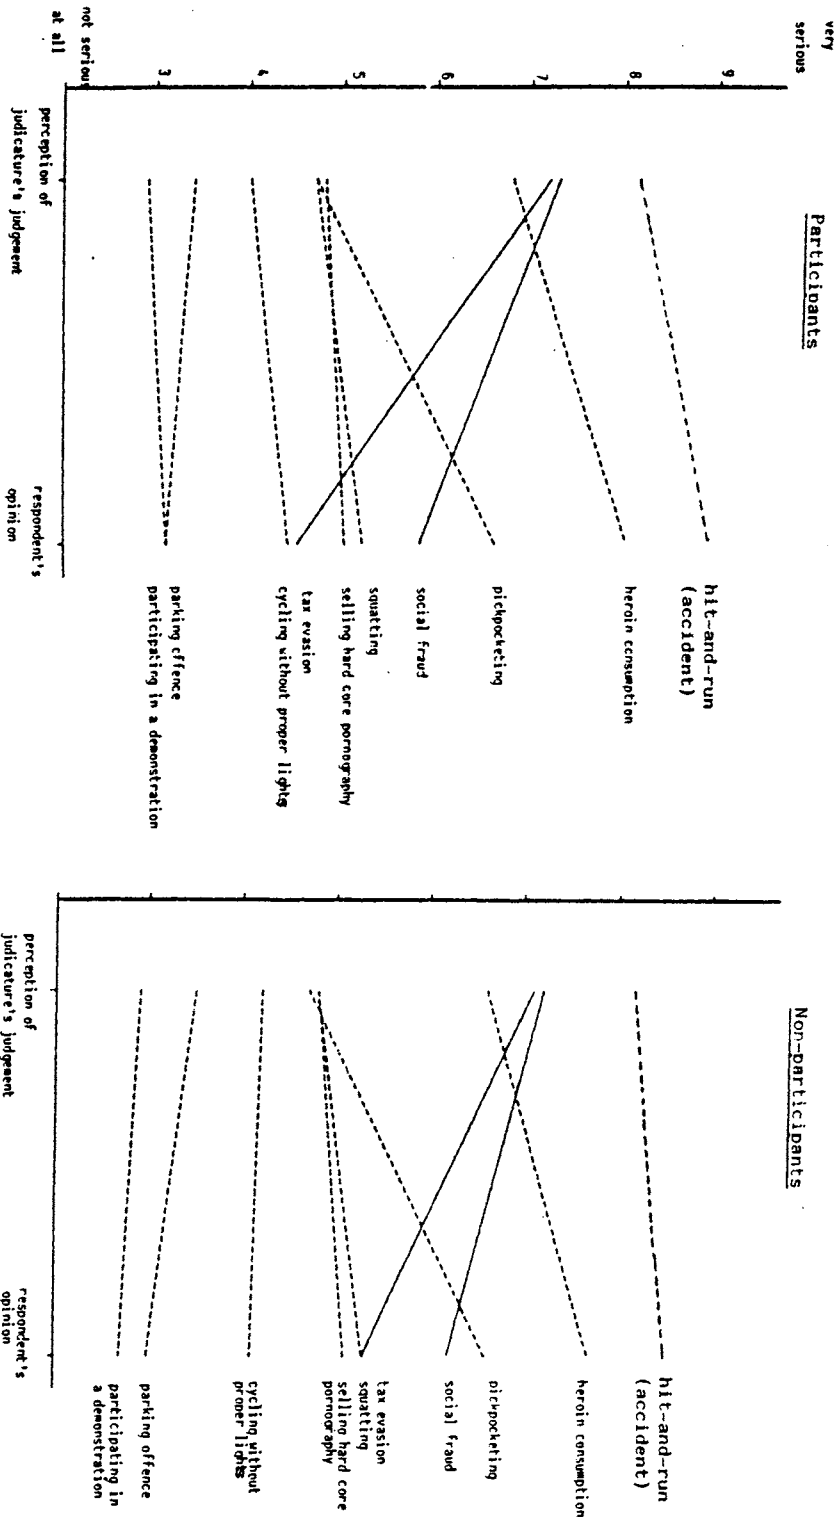 Participants
very
serious
9
8
7
6
5
4
3
not serious
at all
perception of
judicature's judgement
respondent's
opinion
hit-and-run
(accident)
heroin consumption
pickpocketing
social fraud
squatting
selling hard core pornography
tax evasion
cycling without proper lights
parking offence
participating in a demonstration
Non-participants
perception of
judicature's judgement
respondent's
opinion
hit-and-run
(accident)
heroin consumption
pickpocketing
social fraud
tax evasion
squatting
selling hard core
pornography
cycling without
proper lights
parking offence
participating in
a demonstration